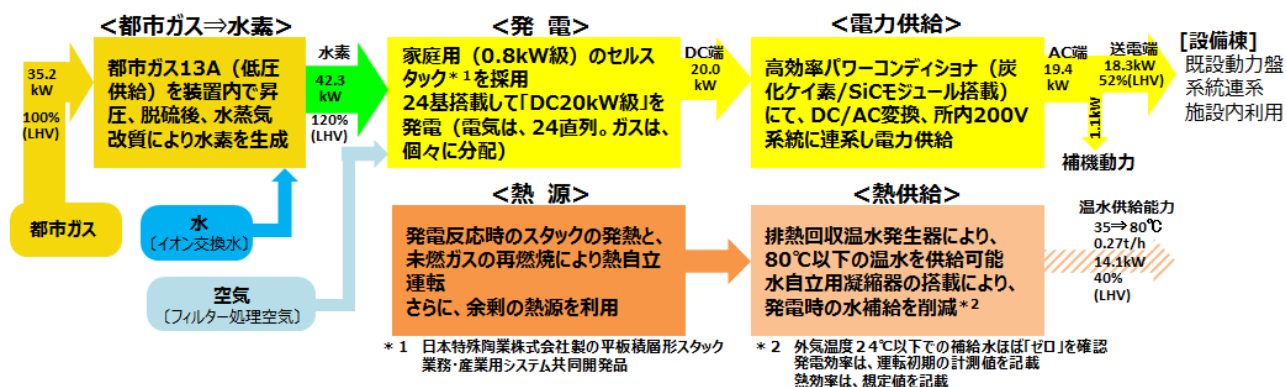 <都市ガス⇒水素>
35.2
kW
100%
(LHV)
都市ガス13A（低圧
供給）を装置内で昇
圧、脱硫後、水蒸気
改質により水素を生成
水素
42.3
kW
120%
(LHV)
都市ガス
水
〔イオン交換水〕
空気
〔フィルター処理空気〕
<発 電>
家庭用（0.8kW級）のセルス
タック*1を採用
24基搭載して「DC20kW級」を
発電（電気は、24直列。ガスは、
個々に分配）
DC端
20.0
kW
<電力供給>
高効率パワーコンディショナ（炭
化ケイ素/SiCモジュール搭載）
にて、DC/AC変換、所内200V
系統に連系し電力供給
AC端
19.4
kW
送電端
18.3kW
52%(LHV)
1.1kW
補機動力
[設備棟]
既設動力盤
系統連系
施設内利用
<熱 源>
発電反応時のスタックの発熱と、
未燃ガスの再燃焼により熱自立
運転
さらに、余剰の熱源を利用
<熱供給>
排熱回収温水発生器により、
80℃以下の温水を供給可能
水自立用凝縮器の搭載により、
発電時の水補給を削減*2
温水供給能力
35⇒80℃
0.27t/h
14.1kW
40%
(LHV)
*1 日本特殊陶業株式会社製の平板積層形スタック
業務・産業用システム共同開発品
*2 外気温度24℃以下での補給水ほぼ「ゼロ」を確認
発電効率は、運転初期の計測値を記載
熱効率は、想定値を記載